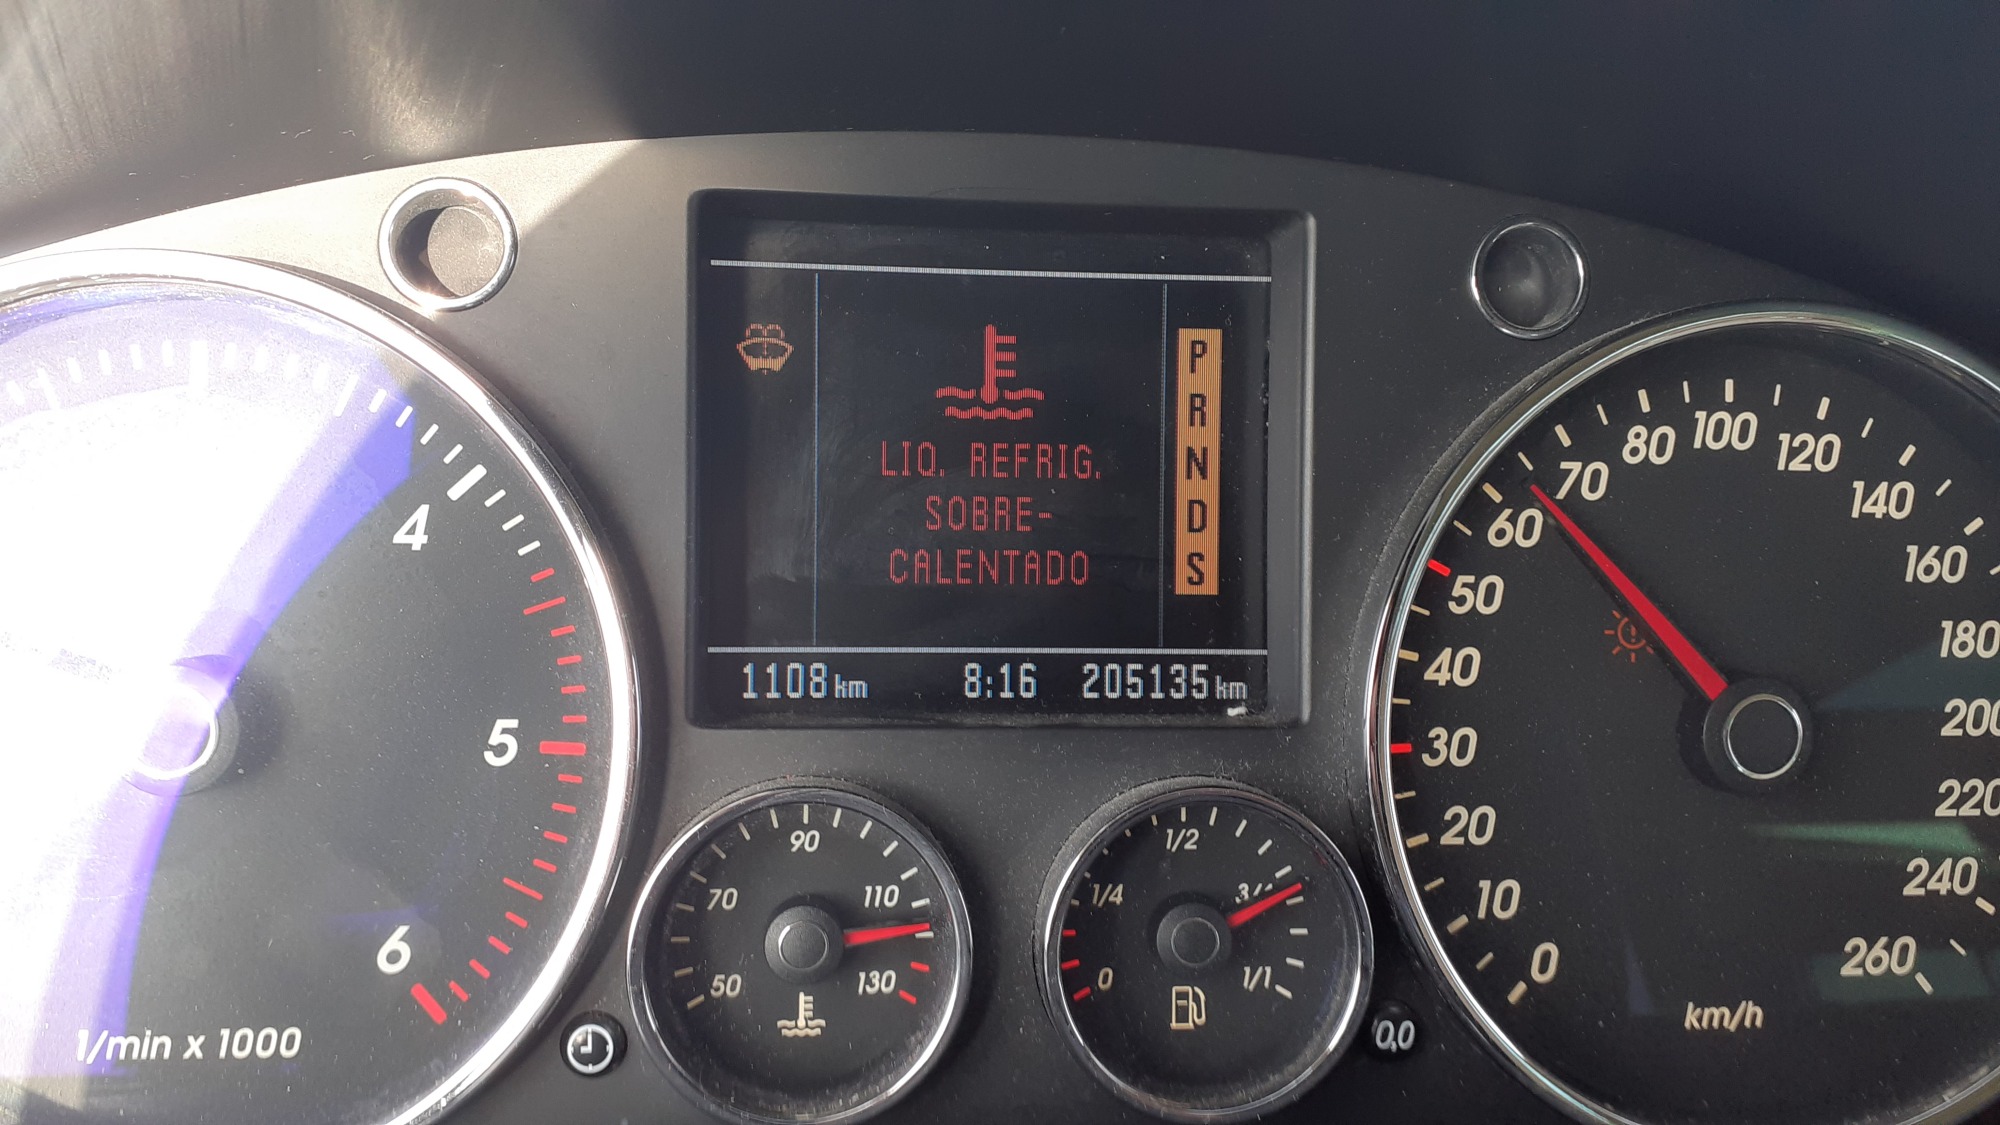 LIQ. REFRIG.
SOBRE-
CALENTADO
P
R
N
D
S
1108 km 8:16 205135 km
4
5
6
1/min x 1000
50
70
90
110
130
0
1/4
1/2
3/4
1/1
0,0
0
10
20
30
40
50
60
70
80
100
120
140
160
180
200
220
240
260
km/h